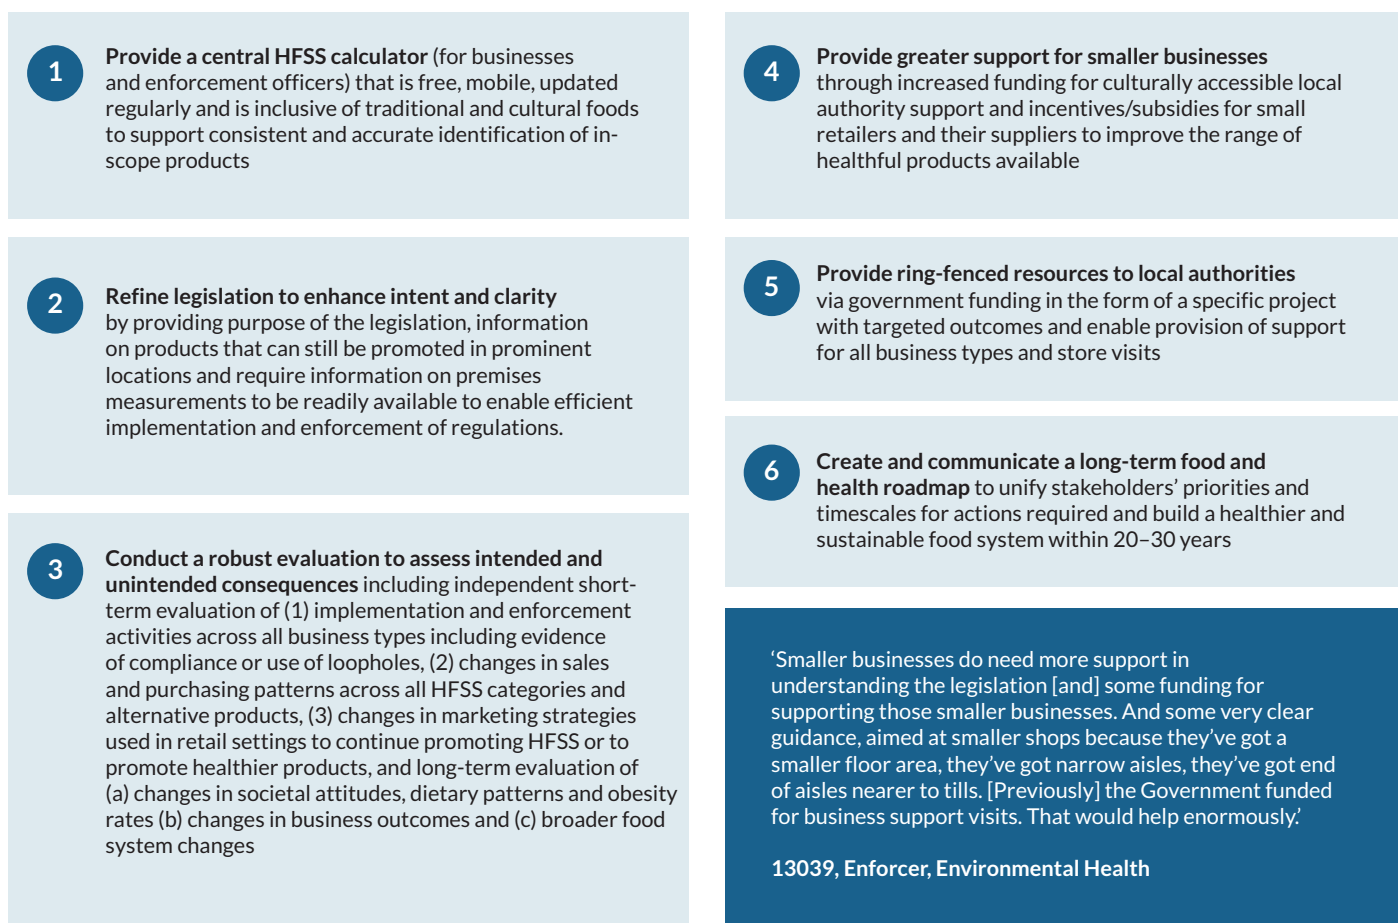 1
Provide a central HFSS calculator (for businesses
and enforcement officers) that is free, mobile, updated
regularly and is inclusive of traditional and cultural foods
to support consistent and accurate identification of in-
scope products
2
Refine legislation to enhance intent and clarity
by providing purpose of the legislation, information
on products that can still be promoted in prominent
locations and require information on premises
measurements to be readily available to enable efficient
implementation and enforcement of regulations.
3
Conduct a robust evaluation to assess intended and
unintended consequences including independent short-
term evaluation of (1) implementation and enforcement
activities across all business types including evidence
of compliance or use of loopholes, (2) changes in sales
and purchasing patterns across all HFSS categories and
alternative products, (3) changes in marketing strategies
used in retail settings to continue promoting HFSS or to
promote healthier products, and long-term evaluation of
(a) changes in societal attitudes, dietary patterns and obesity
rates (b) changes in business outcomes and (c) broader food
system changes
4
Provide greater support for smaller businesses
through increased funding for culturally accessible local
authority support and incentives/subsidies for small
retailers and their suppliers to improve the range of
healthful products available
5
Provide ring-fenced resources to local authorities
via government funding in the form of a specific project
with targeted outcomes and enable provision of support
for all business types and store visits
6
Create and communicate a long-term food and
health roadmap to unify stakeholders’ priorities and
timescales for actions required and build a healthier and
sustainable food system within 20–30 years
‘Smaller businesses do need more support in
understanding the legislation [and] some funding for
supporting those smaller businesses. And some very clear
guidance, aimed at smaller shops because they’ve got a
smaller floor area, they’ve got narrow aisles, they’ve got end
of aisles nearer to tills. [Previously] the Government funded
for business support visits. That would help enormously.’
13039, Enforcer, Environmental Health